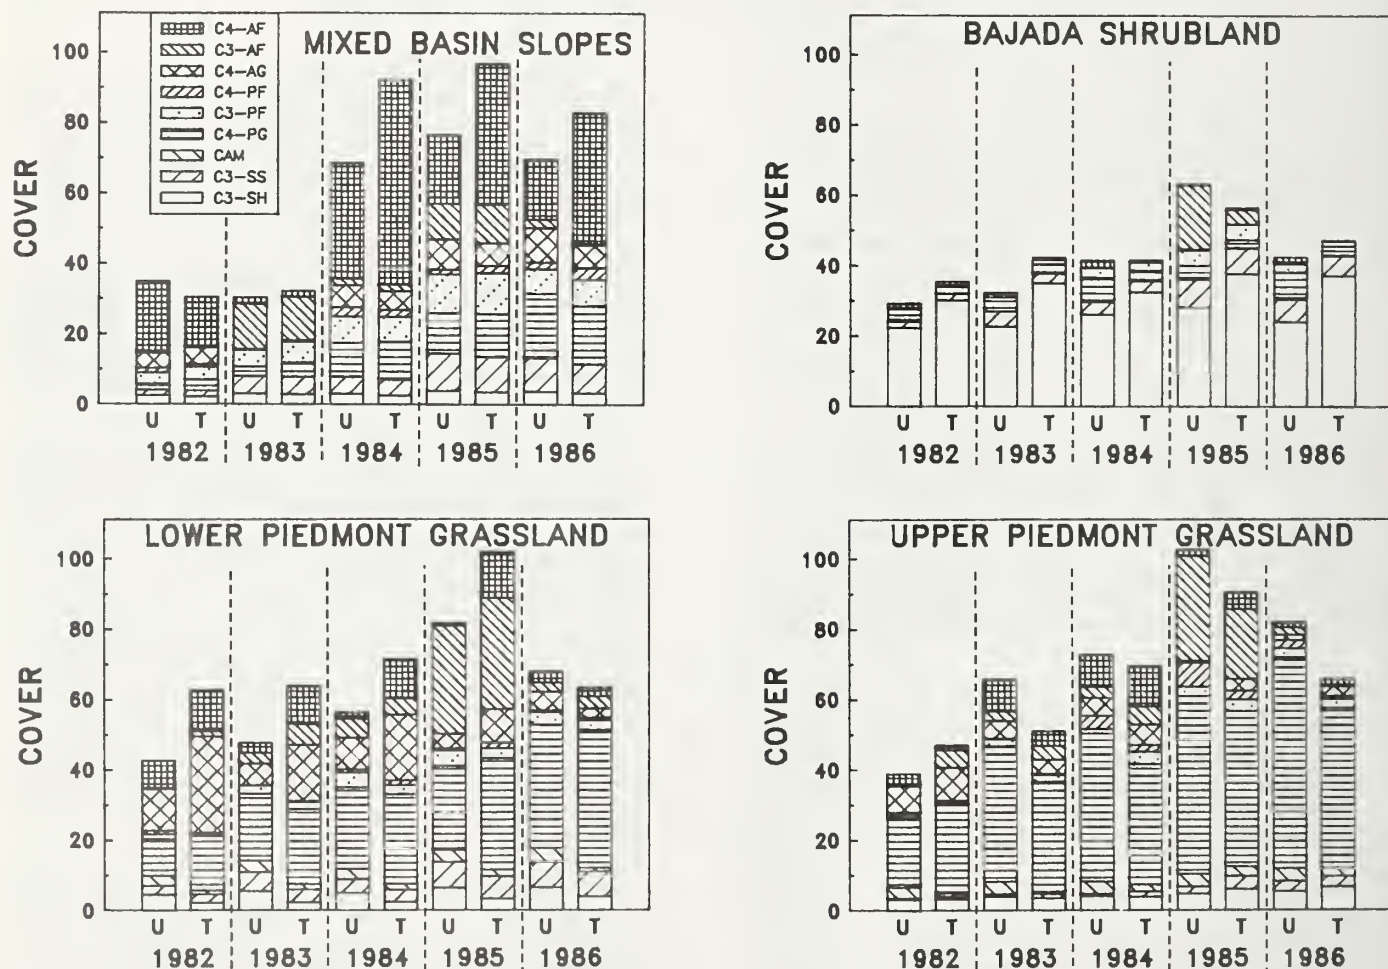 MIXED BASIN SLOPES
C4-AF
C3-AF
C4-AG
C4-PF
C3-PF
C4-PG
CAM
C3-SS
C3-SH
COVER
100
80
60
40
20
0
U T U T U T U T U T
1982 1983 1984 1985 1986
BAJADA SHRUBLAND
COVER
100
80
60
40
20
0
U T U T U T U T U T
1982 1983 1984 1985 1986
LOWER PIEDMONT GRASSLAND
COVER
100
80
60
40
20
0
U T U T U T U T U T
1982 1983 1984 1985 1986
UPPER PIEDMONT GRASSLAND
COVER
100
80
60
40
20
0
U T U T U T U T U T
1982 1983 1984 1985 1986